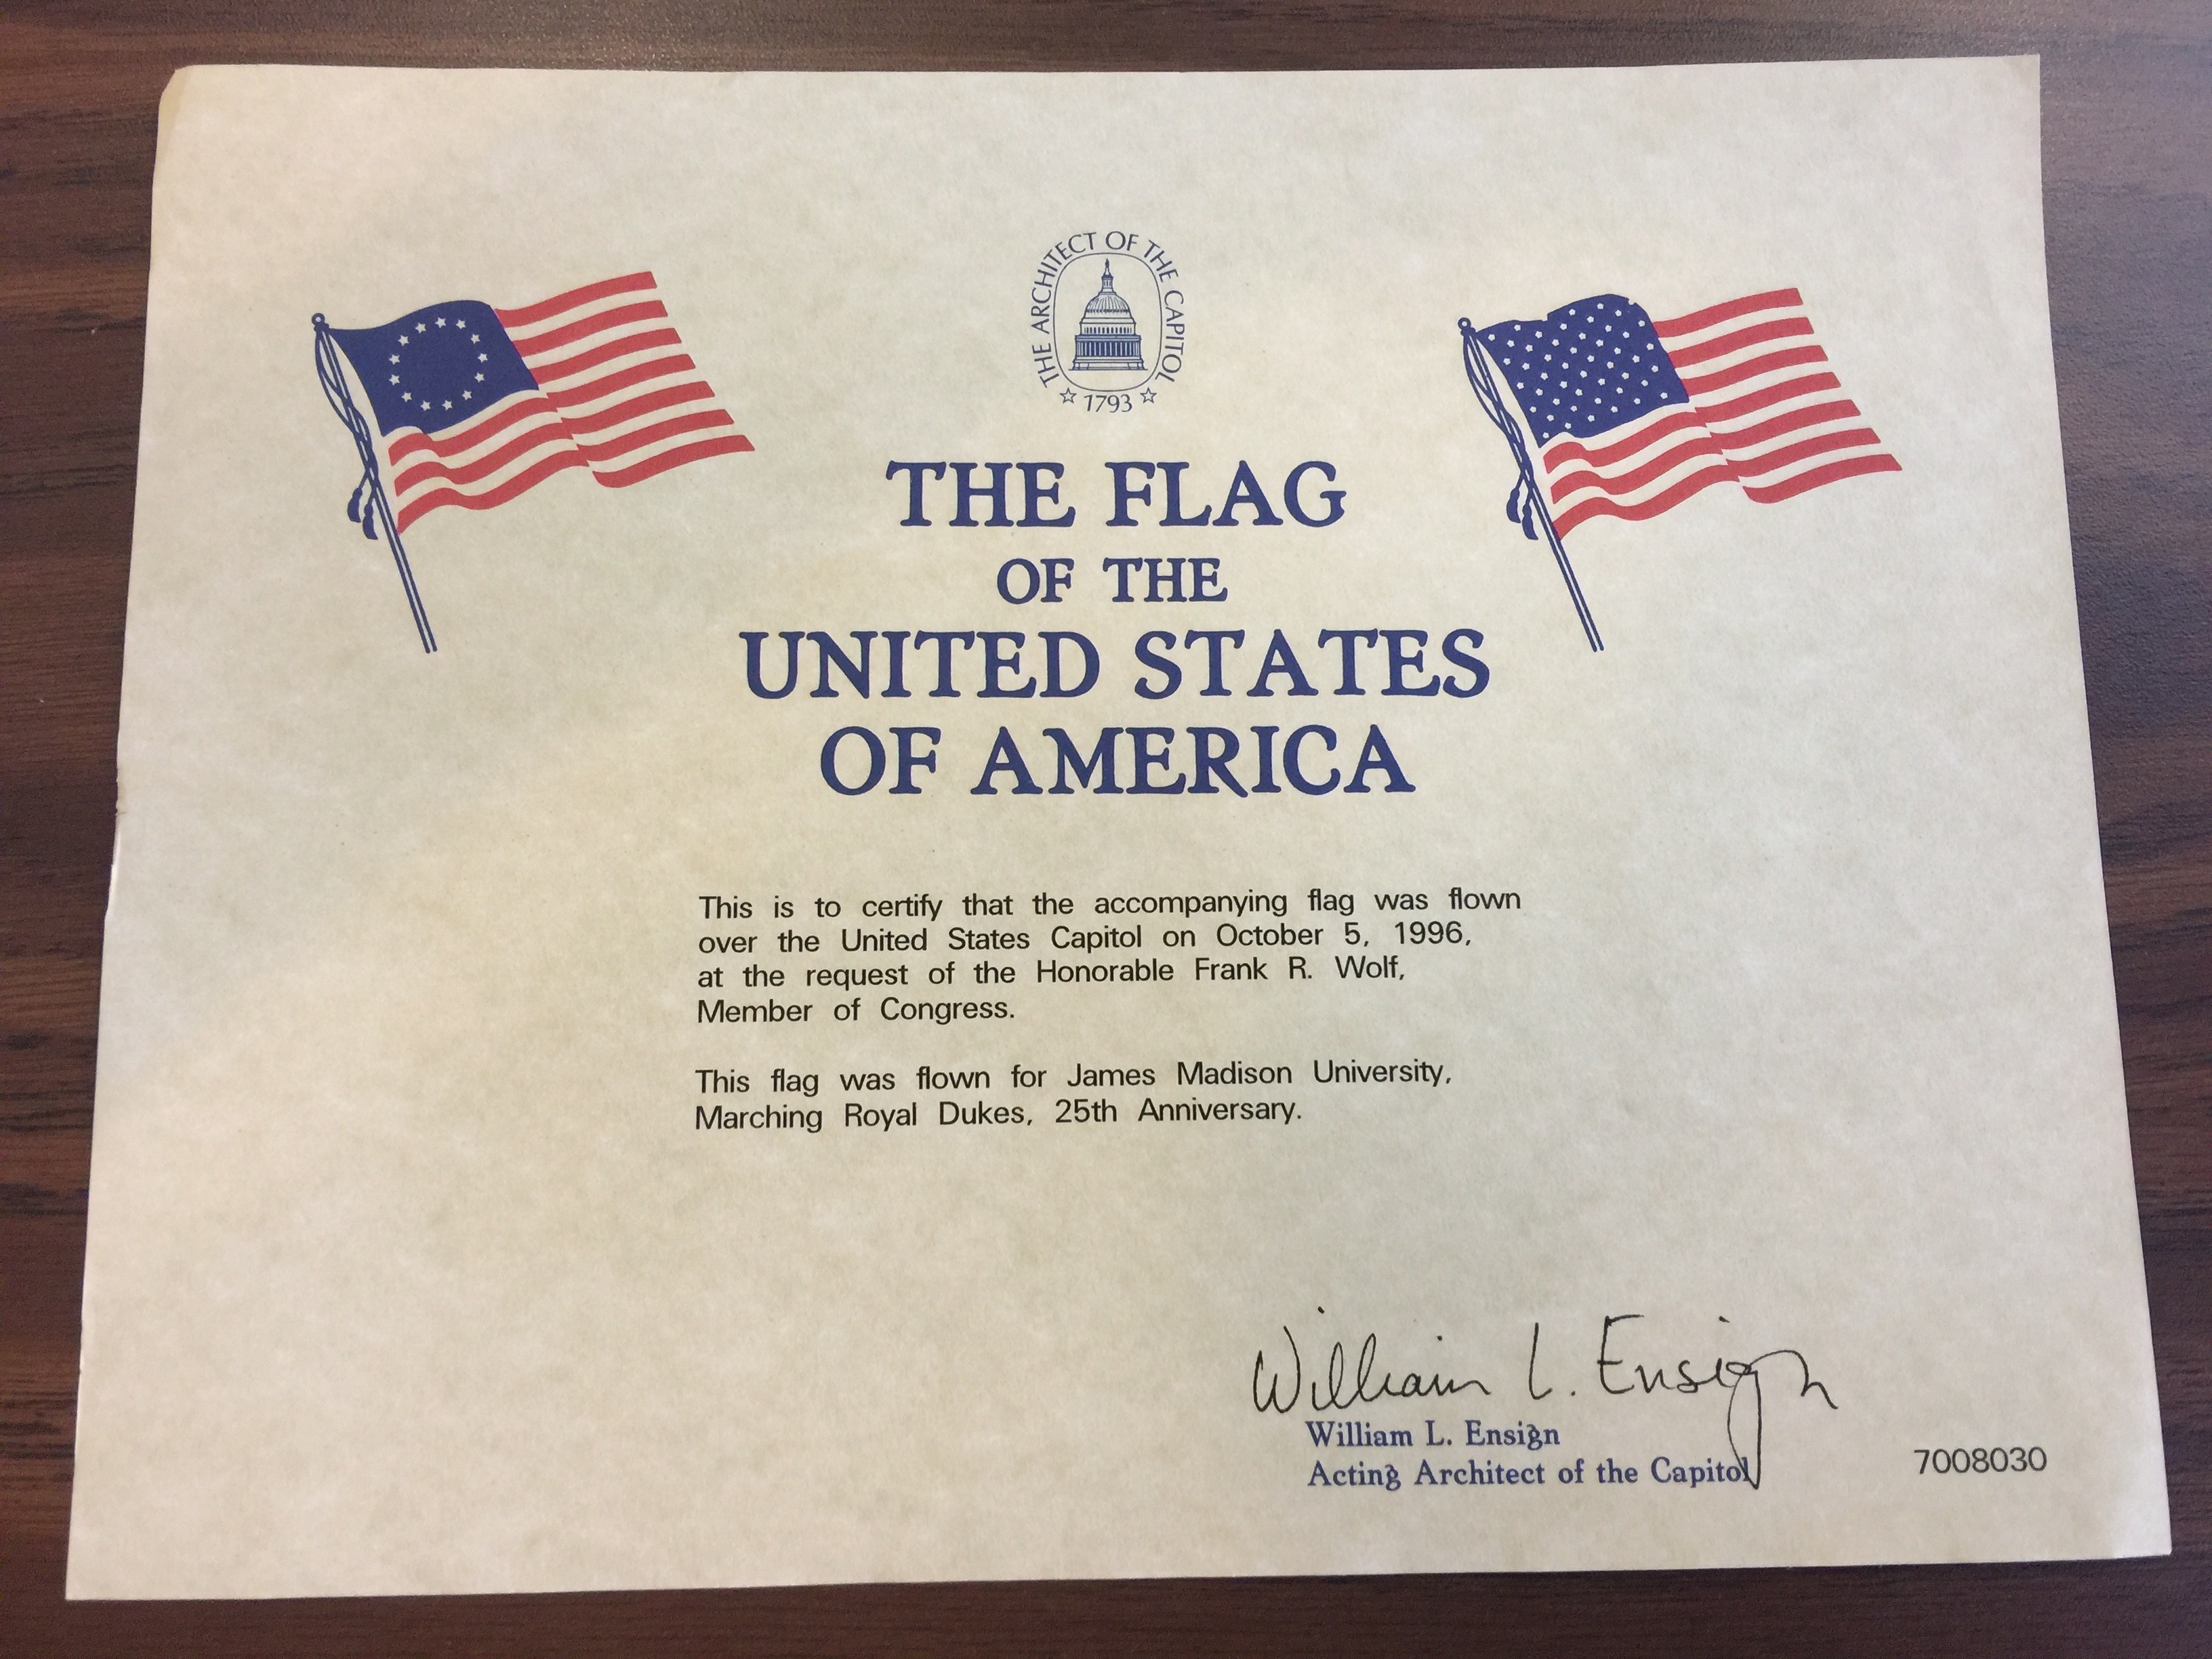 THE ARCHITECT OF THE CAPITOL
1793
THE FLAG
OF THE
UNITED STATES
OF AMERICA
This is to certify that the accompanying flag was flown
over the United States Capitol on October 5, 1996,
at the request of the Honorable Frank R. Wolf,
Member of Congress.
This flag was flown for James Madison University,
Marching Royal Dukes, 25th Anniversary.
William L. Ensign
William L. Ensign
Acting Architect of the Capitol
7008030